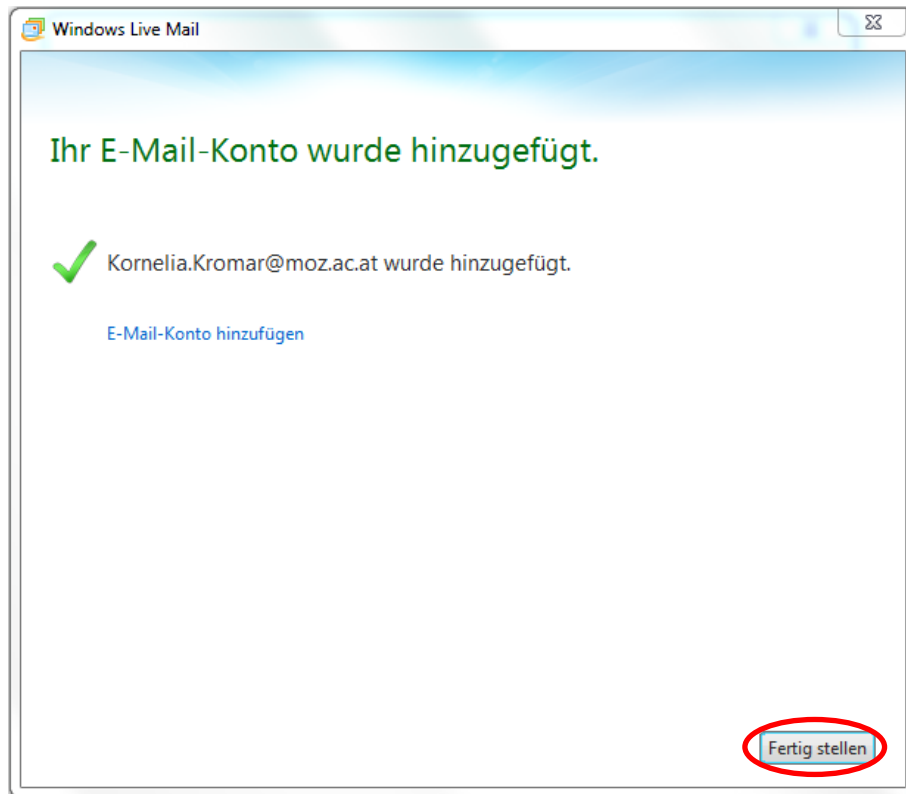 Windows Live Mail
Ihr E-Mail-Konto wurde hinzugefügt.
Kornelia.Kromar@moz.ac.at wurde hinzugefügt.
E-Mail-Konto hinzufügen
Fertig stellen